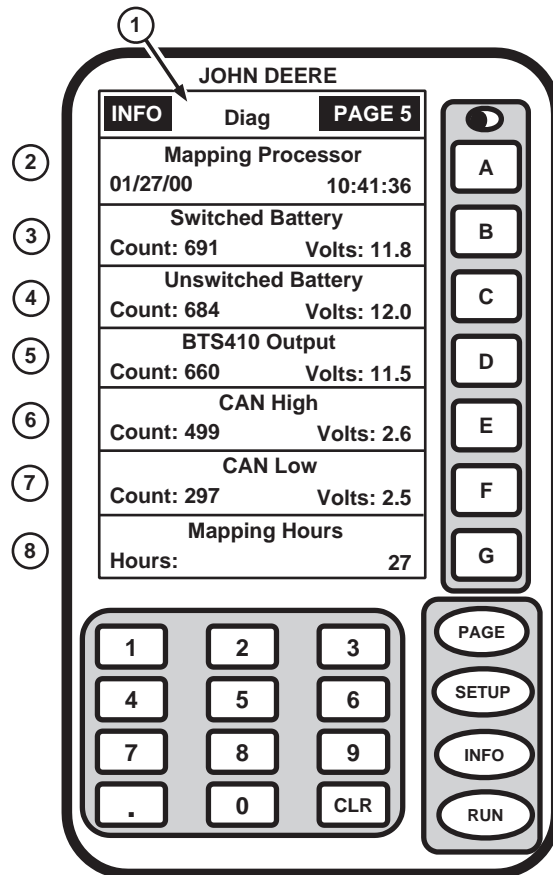 1
JOHN DEERE
INFO Diag PAGE 5
2 Mapping Processor A
01/27/00 10:41:36
3 Switched Battery B
Count: 691 Volts: 11.8
4 Unswitched Battery C
Count: 684 Volts: 12.0
5 BTS410 Output D
Count: 660 Volts: 11.5
6 CAN High E
Count: 499 Volts: 2.6
7 CAN Low F
Count: 297 Volts: 2.5
8 Mapping Hours G
Hours: 27
1 2 3 PAGE
4 5 6 SETUP
7 8 9 INFO
. 0 CLR RUN